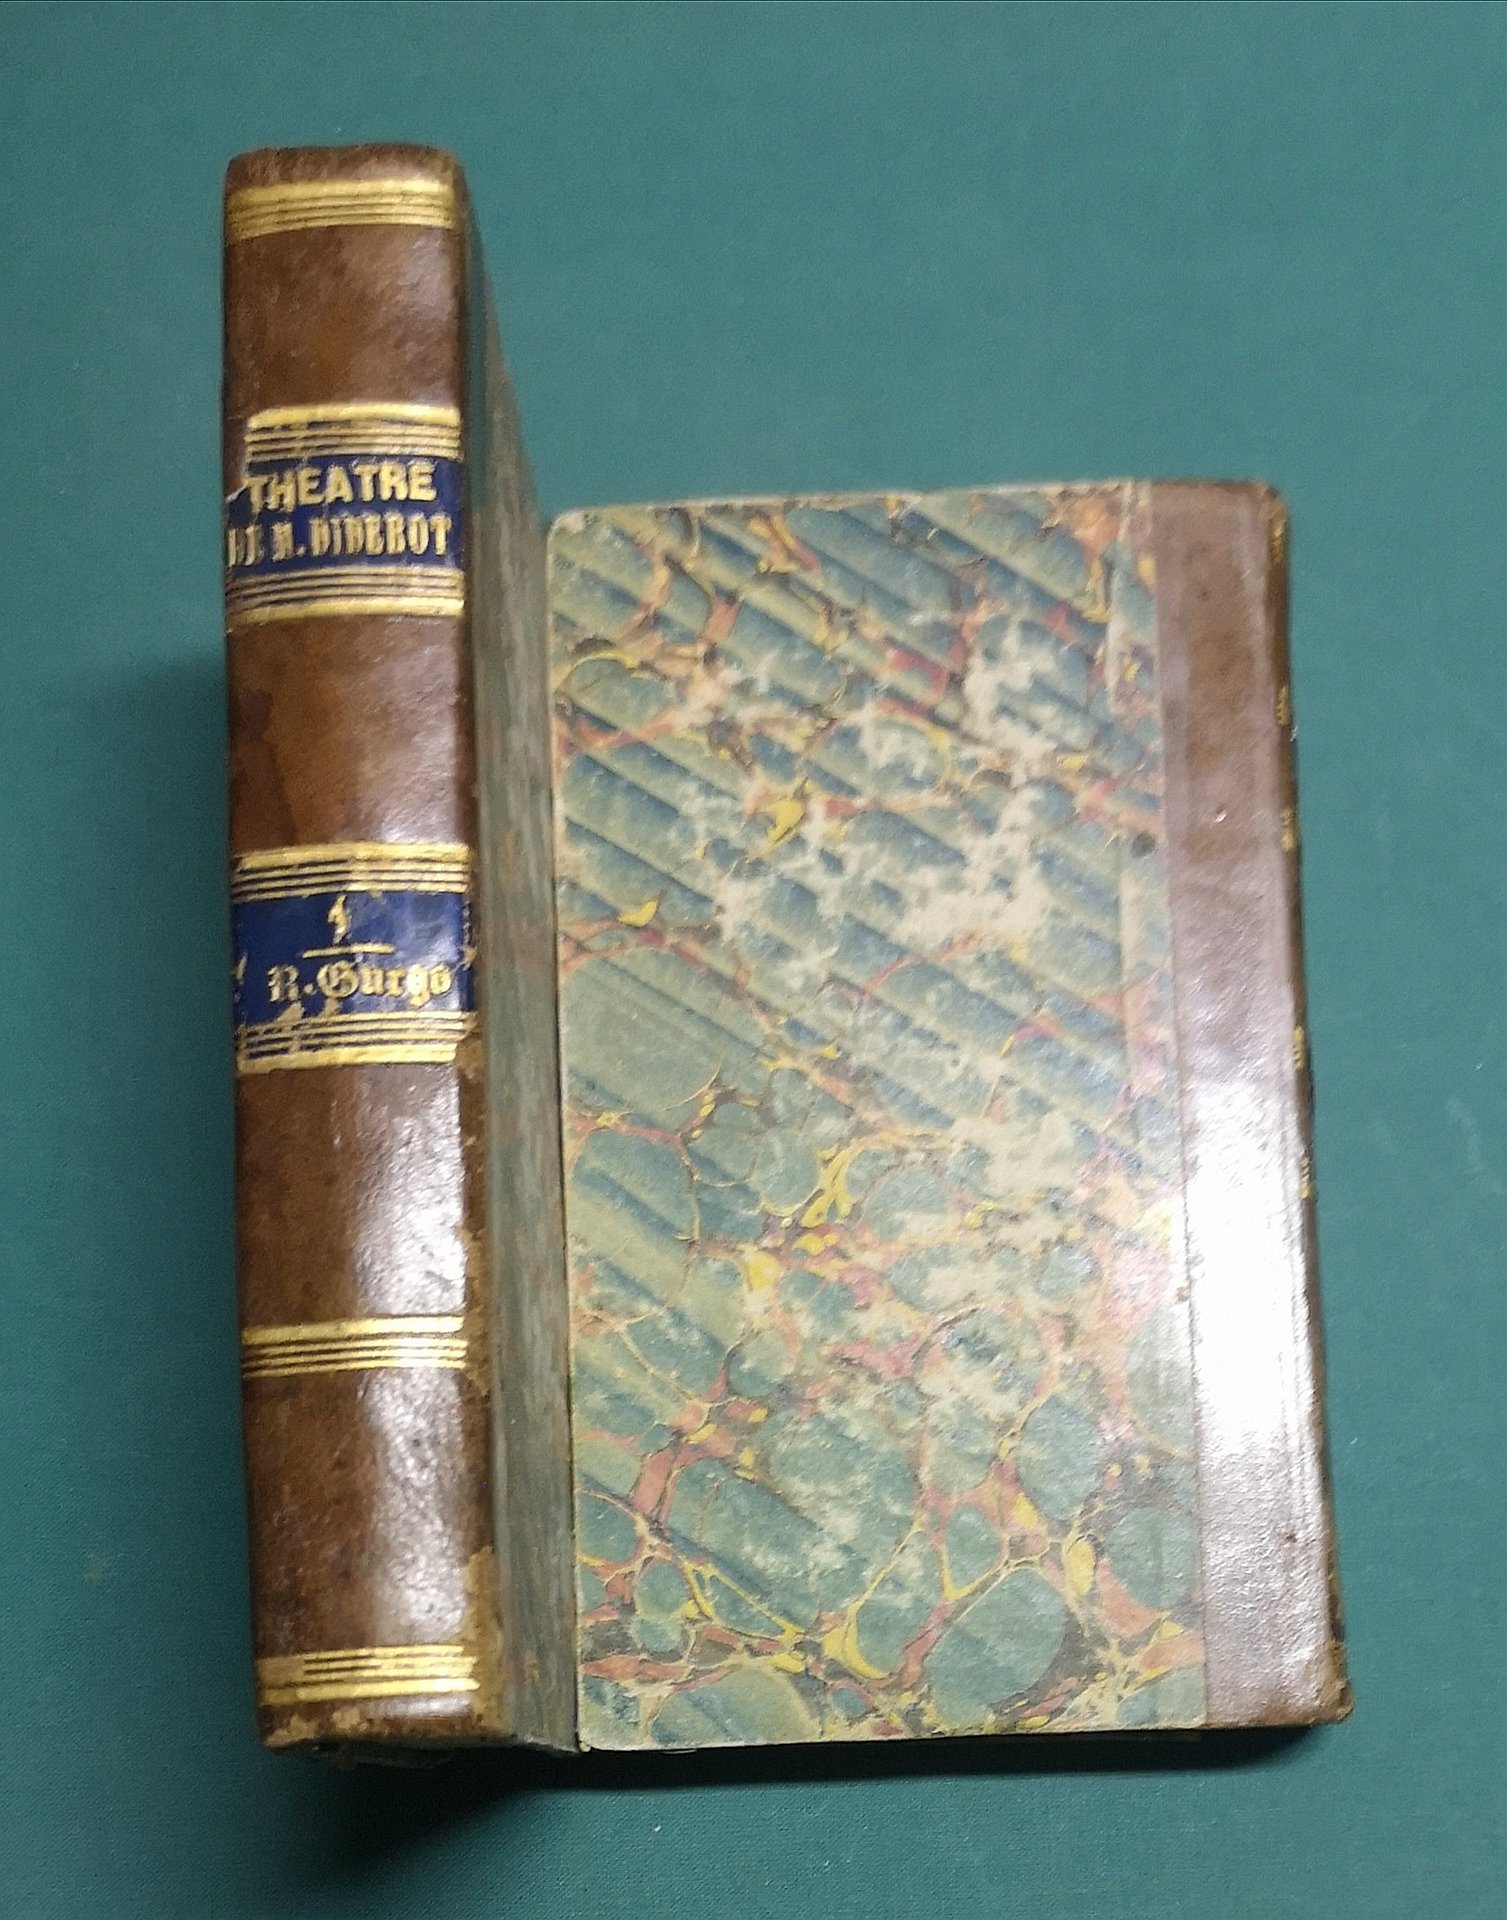 THEATRE
DE M. DIDEROT
1
R. Gurgo